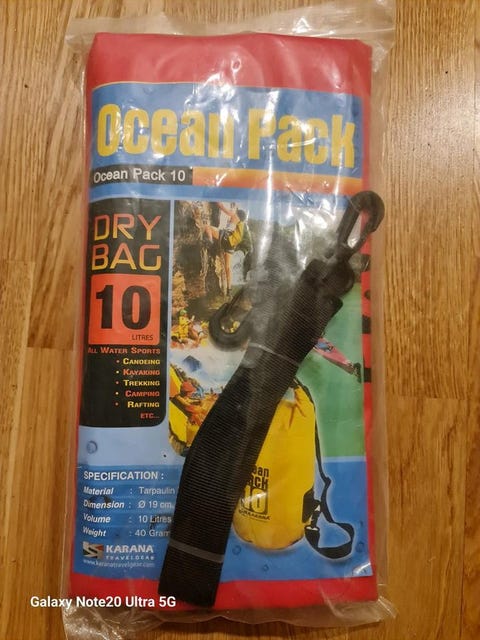 Ocean Pack
Ocean Pack 10
DRY
BAG
10
LITRES
ALL WATER SPORTS
• CANOEING
• KAYAKING
• TREKKING
• CAMPING
• RAFTING
ETC...
SPECIFICATION :
Material : Tarpaulin
Dimension : Ø 19 cm.
Volume : 10 Litres
Weight : 40 Gram
KARANA
TRAVELGEAR
www.karanatravelgear.com
10
Galaxy Note20 Ultra 5G